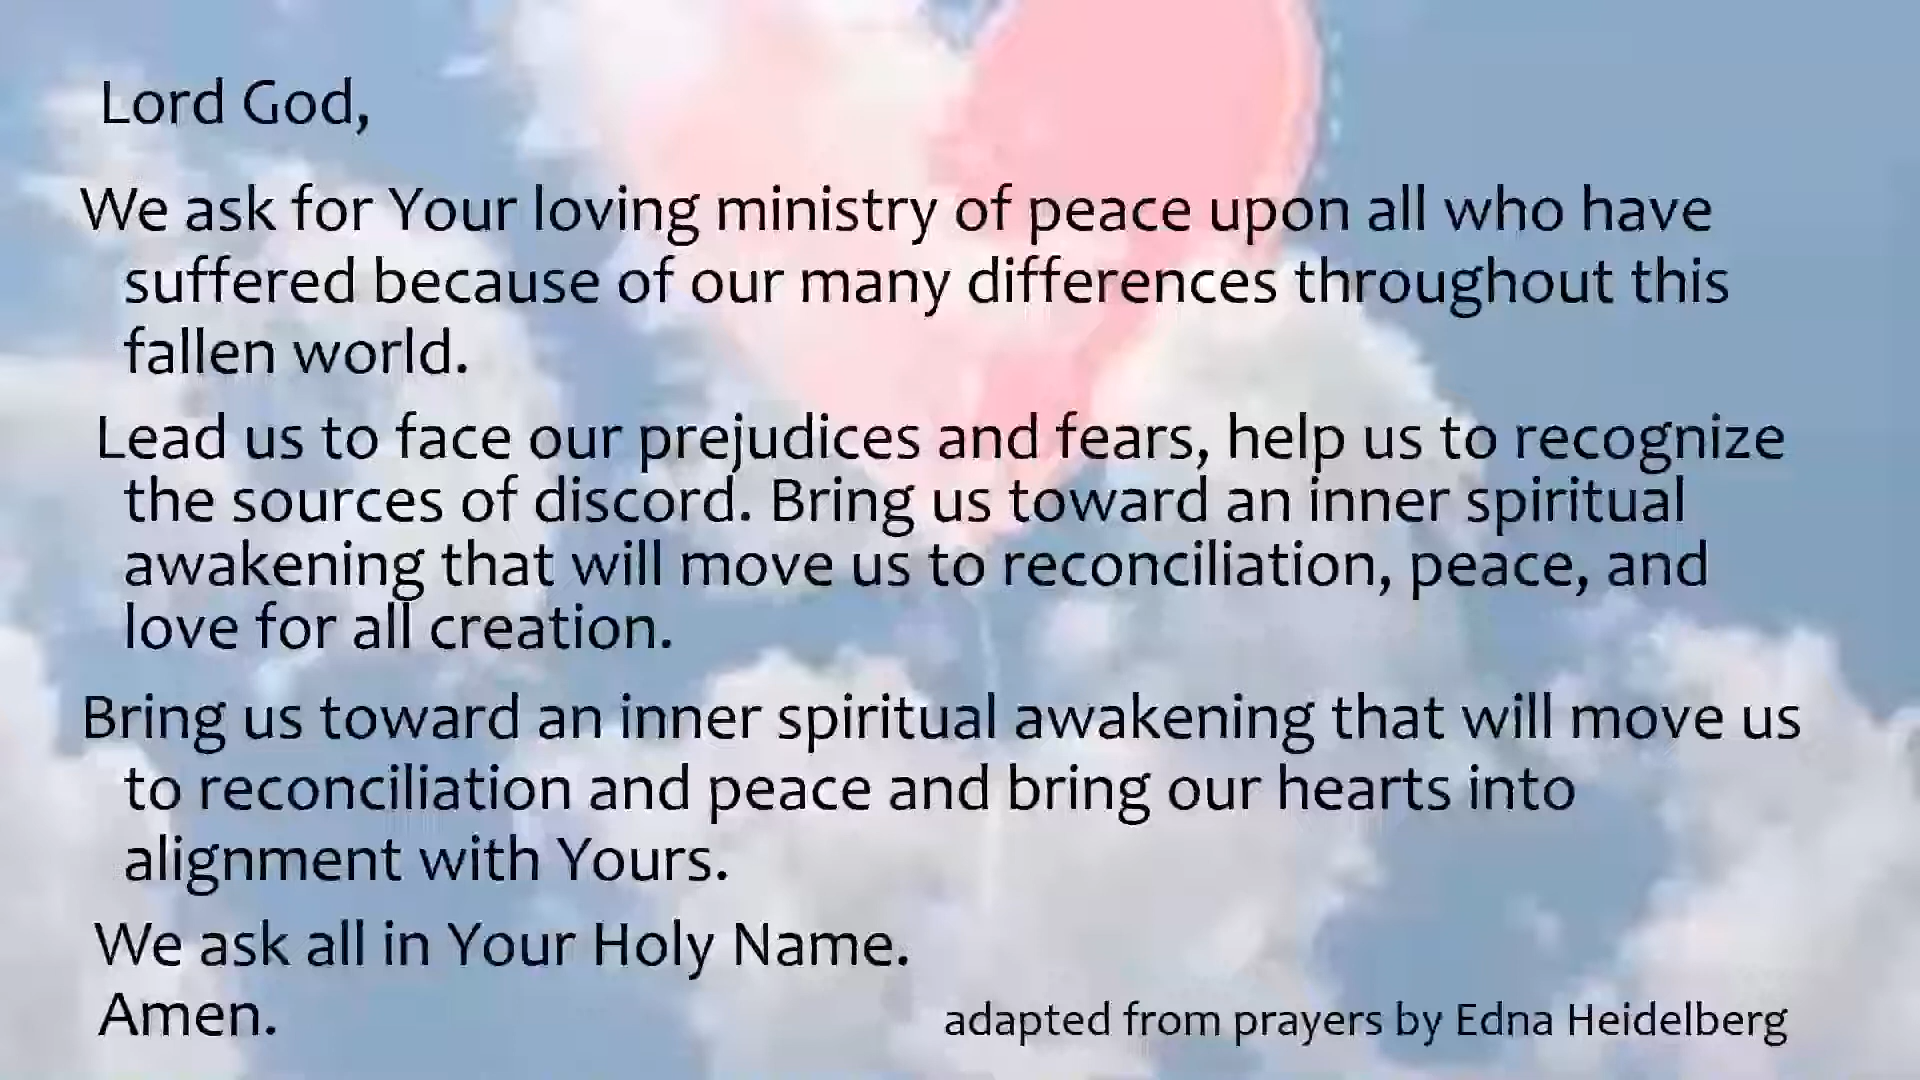 Lord God,
We ask for Your loving ministry of peace upon all who have
suffered because of our many differences throughout this
fallen world.
Lead us to face our prejudices and fears, help us to recognize
the sources of discord. Bring us toward an inner spiritual
awakening that will move us to reconciliation, peace, and
love for all creation.
Bring us toward an inner spiritual awakening that will move us
to reconciliation and peace and bring our hearts into
alignment with Yours.
We ask all in Your Holy Name.
Amen.
adapted from prayers by Edna Heidelberg